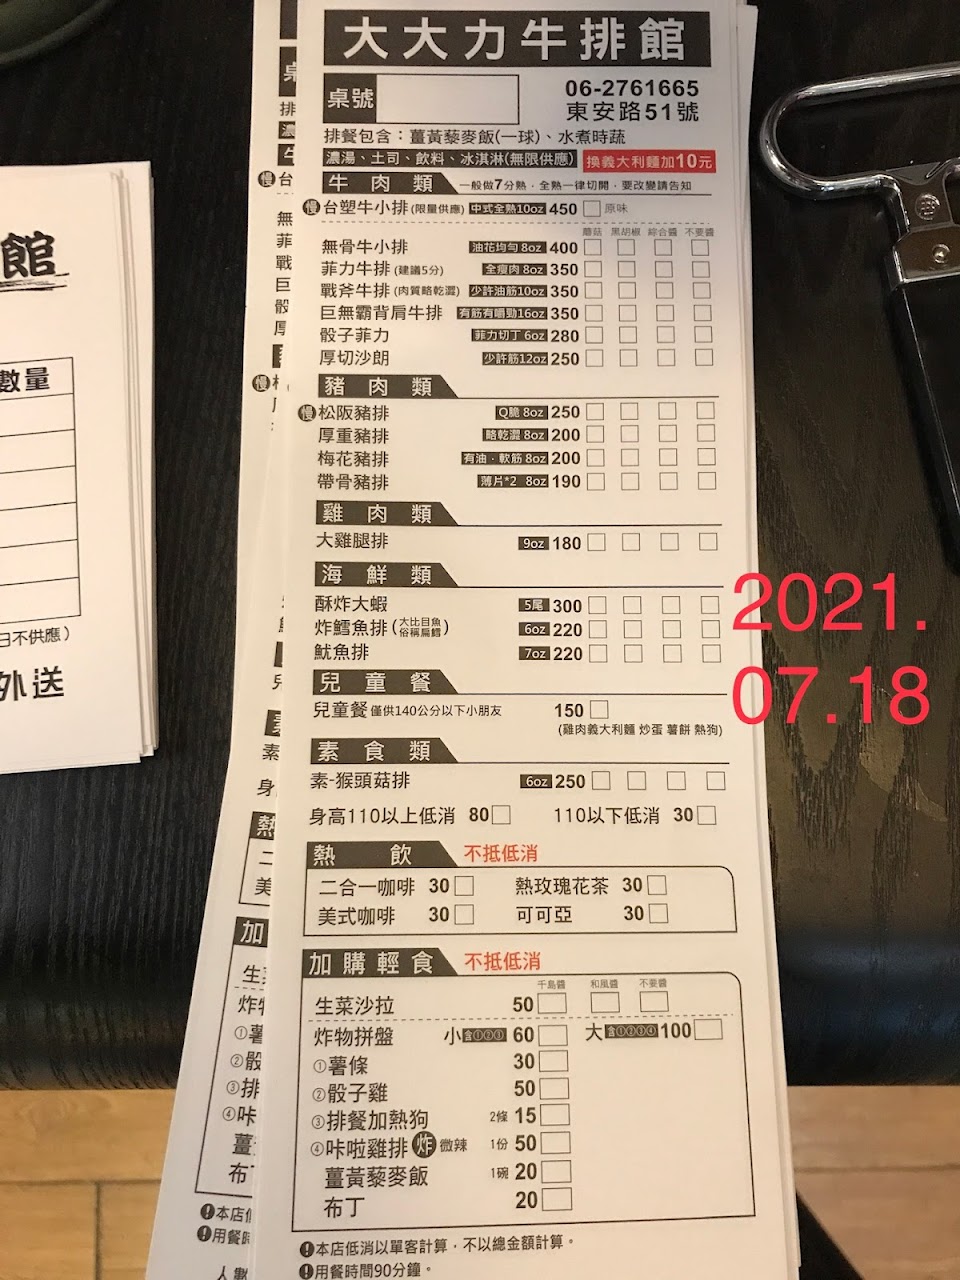 大大力牛排館
桌號
06-2761665
東安路51號
排餐包含：薑黃藜麥飯(一球)、水煮時蔬
濃湯、土司、飲料、冰淇淋(無限供應) 換義大利麵加10元
牛肉類 一般做7分熟，全熟一律切開，要改變請告知
慢 台塑牛小排(限量供應) 中式全熟10oz 450 原味
蘑菇 黑胡椒 綜合醬 不要醬
無骨牛小排 油花均勻 8oz 400
菲力牛排(建議5分) 全瘦肉 8oz 350
戰斧牛排(肉質略乾澀) 少許油筋10oz 350
巨無霸背肩牛排 有筋有嚼勁16oz 350
骰子菲力 菲力切丁 6oz 280
厚切沙朗 少許筋12oz 250
豬肉類
慢 松阪豬排 Q脆 8oz 250
厚重豬排 略乾澀 8oz 200
梅花豬排 有油．軟筋 8oz 200
帶骨豬排 薄片*2 8oz 190
雞肉類
大雞腿排 9oz 180
海鮮類
酥炸大蝦 5尾 300
炸鱈魚排(大比目魚 俗稱扁鱈) 6oz 220
魷魚排 7oz 220
兒童餐
兒童餐 僅供140公分以下小朋友 150
(雞肉義大利麵 炒蛋 薯餅 熱狗)
素食類
素-猴頭菇排 6oz 250
身高110以上低消 80 110以下低消 30
熱飲 不抵低消
二合一咖啡 30 熱玫瑰花茶 30
美式咖啡 30 可可亞 30
加購輕食 不抵低消
千島醬 和風醬 不要醬
生菜沙拉 50
炸物拼盤 小 含①②③ 60 大 含①②③④ 100
①薯條 30
②骰子雞 50
③排餐加熱狗 2條 15
④咔啦雞排 炸 微辣 1份 50
薑黃藜麥飯 1碗 20
布丁 20
!本店低消以單客計算，不以總金額計算。
!用餐時間90分鐘。
2021.
07.18
館
數量
日不供應）
外送